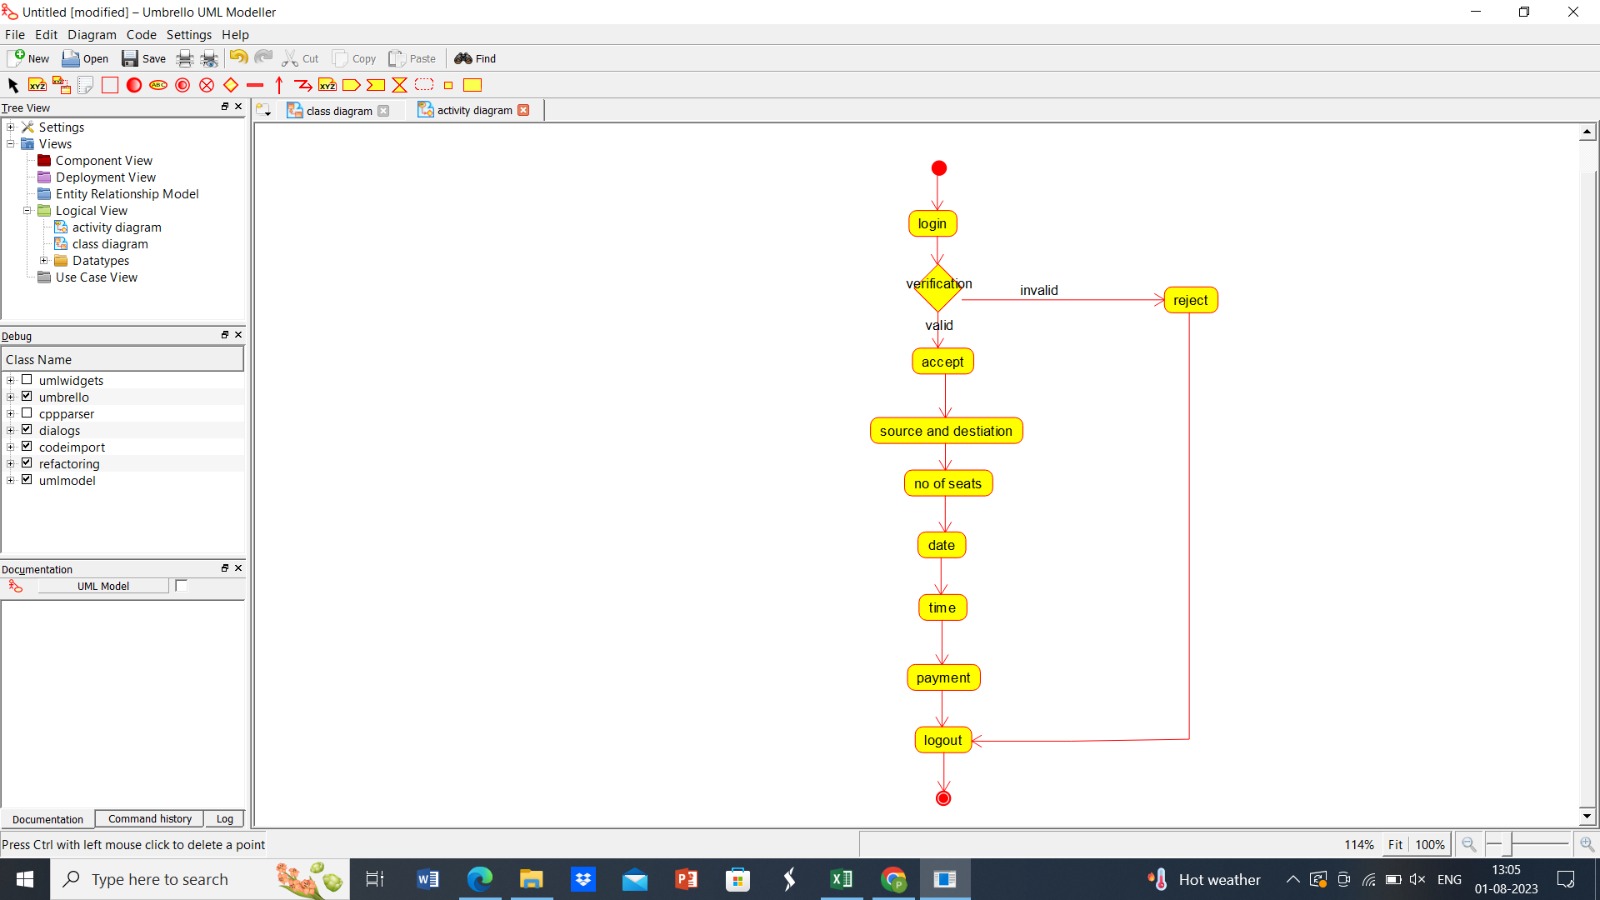 Untitled [modified] – Umbrello UML Modeller
File Edit Diagram Code Settings Help
New Open Save Cut Copy Paste Find
XYZ ABC XYZ
Tree View
class diagram
activity diagram
Settings
Views
Component View
Deployment View
Entity Relationship Model
Logical View
activity diagram
class diagram
Datatypes
Use Case View
Debug
Class Name
umlwidgets
umbrello
cppparser
dialogs
codeimport
refactoring
umlmodel
Documentation
UML Model
Documentation Command history Log
login
verification
invalid
reject
valid
accept
source and destiation
no of seats
date
time
payment
logout
Press Ctrl with left mouse click to delete a point
114% Fit 100%
Type here to search
Hot weather
ENG
13:05
01-08-2023